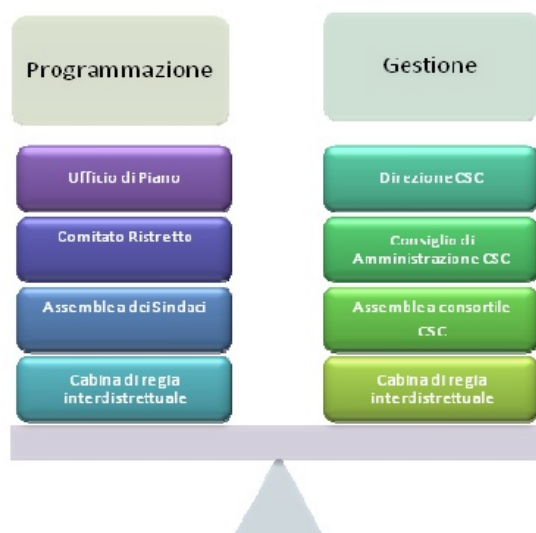 Programmazione
Gestione
Ufficio di Piano
Direzione CSC
Comitato Ristretto
Consiglio di
Amministrazione CSC
Assemblea dei Sindaci
Assemblea consortile
CSC
Cabina di regia
interdistrettuale
Cabina di regia
interdistrettuale